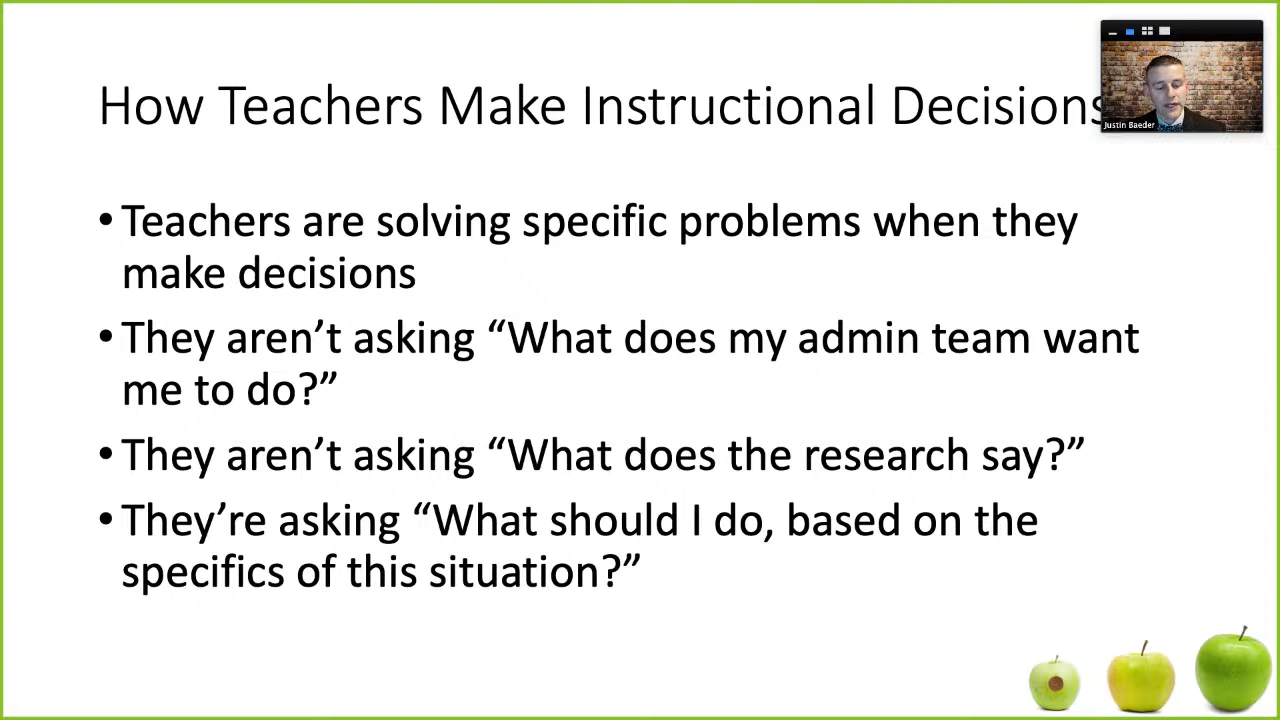 How Teachers Make Instructional Decisions
Justin Baeder
• Teachers are solving specific problems when they
make decisions
• They aren’t asking “What does my admin team want
me to do?”
• They aren’t asking “What does the research say?”
• They’re asking “What should I do, based on the
specifics of this situation?”